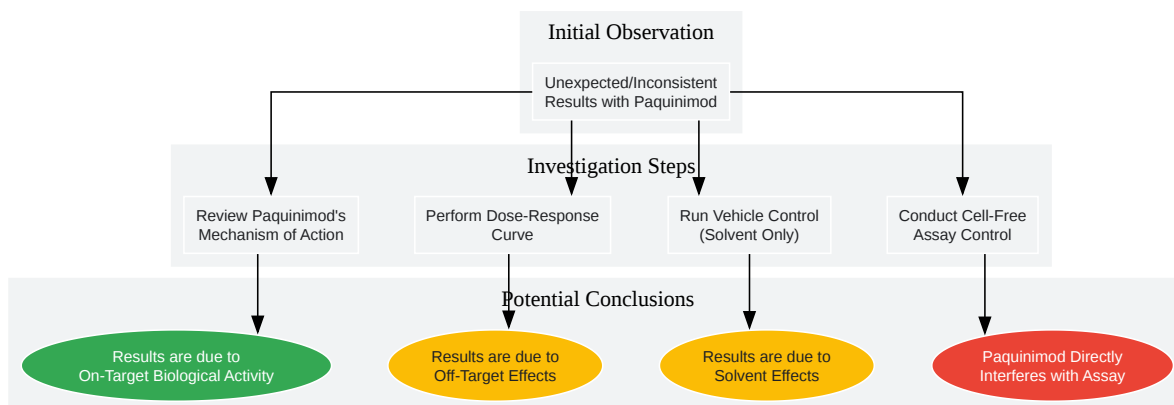 Initial Observation
Unexpected/Inconsistent
Results with Paquinimod
Investigation Steps
Review Paquinimod's
Mechanism of Action
Perform Dose-Response
Curve
Run Vehicle Control
(Solvent Only)
Conduct Cell-Free
Assay Control
Potential Conclusions
Results are due to
On-Target Biological Activity
Results are due to
Off-Target Effects
Results are due to
Solvent Effects
Paquinimod Directly
Interferes with Assay